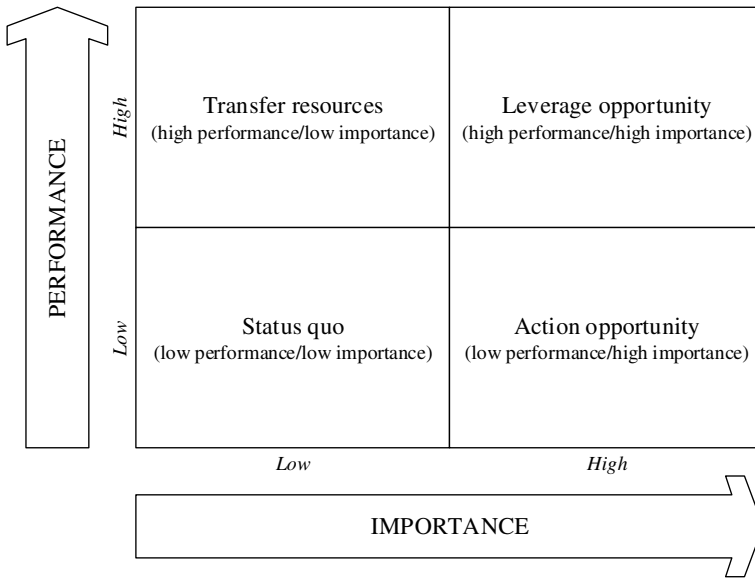 PERFORMANCE
High
Transfer resources
(high performance/low importance)
Leverage opportunity
(high performance/high importance)
Low
Status quo
(low performance/low importance)
Action opportunity
(low performance/high importance)
Low
High
IMPORTANCE